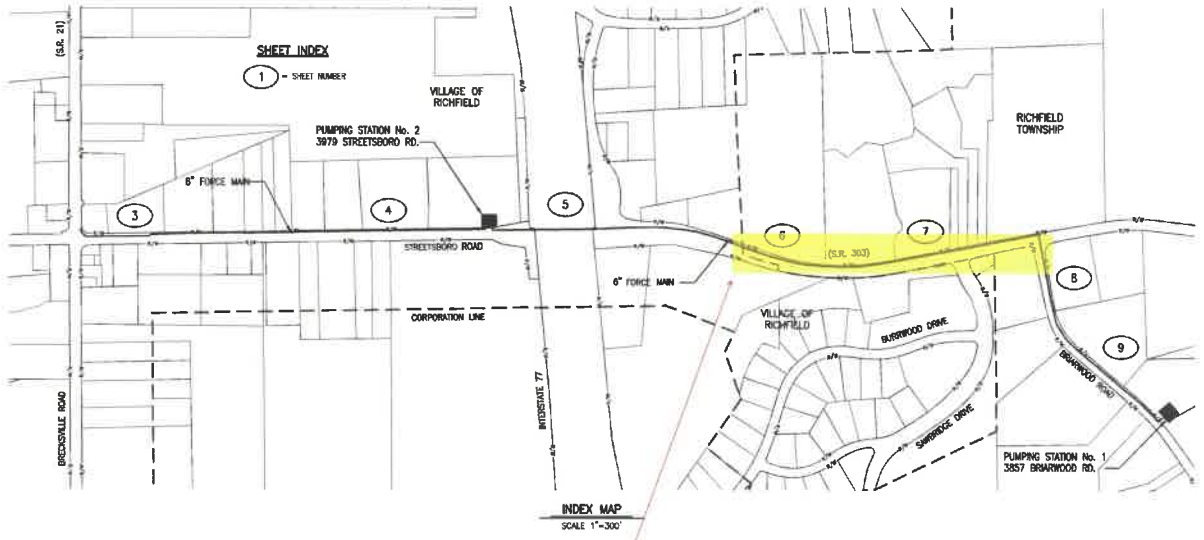 (S.R. 21)
SHEET INDEX
1 - SHEET NUMBER
VILLAGE OF
RICHFIELD
PUMPING STATION No. 2
3979 STREETSBORO RD.
RICHFIELD
TOWNSHIP
8" FORCE MAIN
3
4
5
6
7
STREETSBORO ROAD
(S.R. 303)
6" FORCE MAIN
8
CORPORATION LINE
VILLAGE OF
RICHFIELD
BURRWOOD DRIVE
9
BRIARWOOD ROAD
BRECKSVILLE ROAD
INTERSTATE 77
SAWBRIDGE DRIVE
PUMPING STATION No. 1
3857 BRIARWOOD RD.
INDEX MAP
SCALE 1"=300'